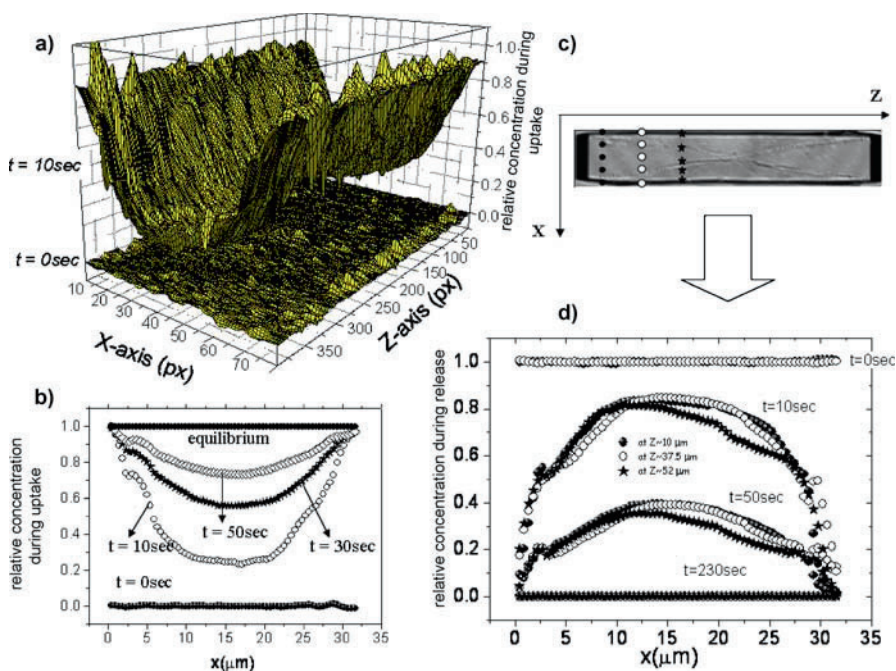 a)
relative concentration during uptake
1.0
0.8
0.6
0.4
0.2
0.0
t = 10sec
t = 0sec
10
20
30
40
50
60
70
X-axis (px)
350
300
250
200
150
100
50
Z-axis (px)
c)
Z
X
b)
relative concentration during uptake
1.0
0.8
0.6
0.4
0.2
0.0
equilibrium
t = 10sec
t = 50sec
t = 30sec
t = 0sec
0
5
10
15
20
25
30
35
x(μm)
d)
relative concentration during release
1.0
0.8
0.6
0.4
0.2
0.0
t=0sec
t=10sec
at Z~10 μm
at Z~37.5 μm
at Z~52 μm
t=50sec
t=230sec
0
5
10
15
20
25
30
35
x(μm)